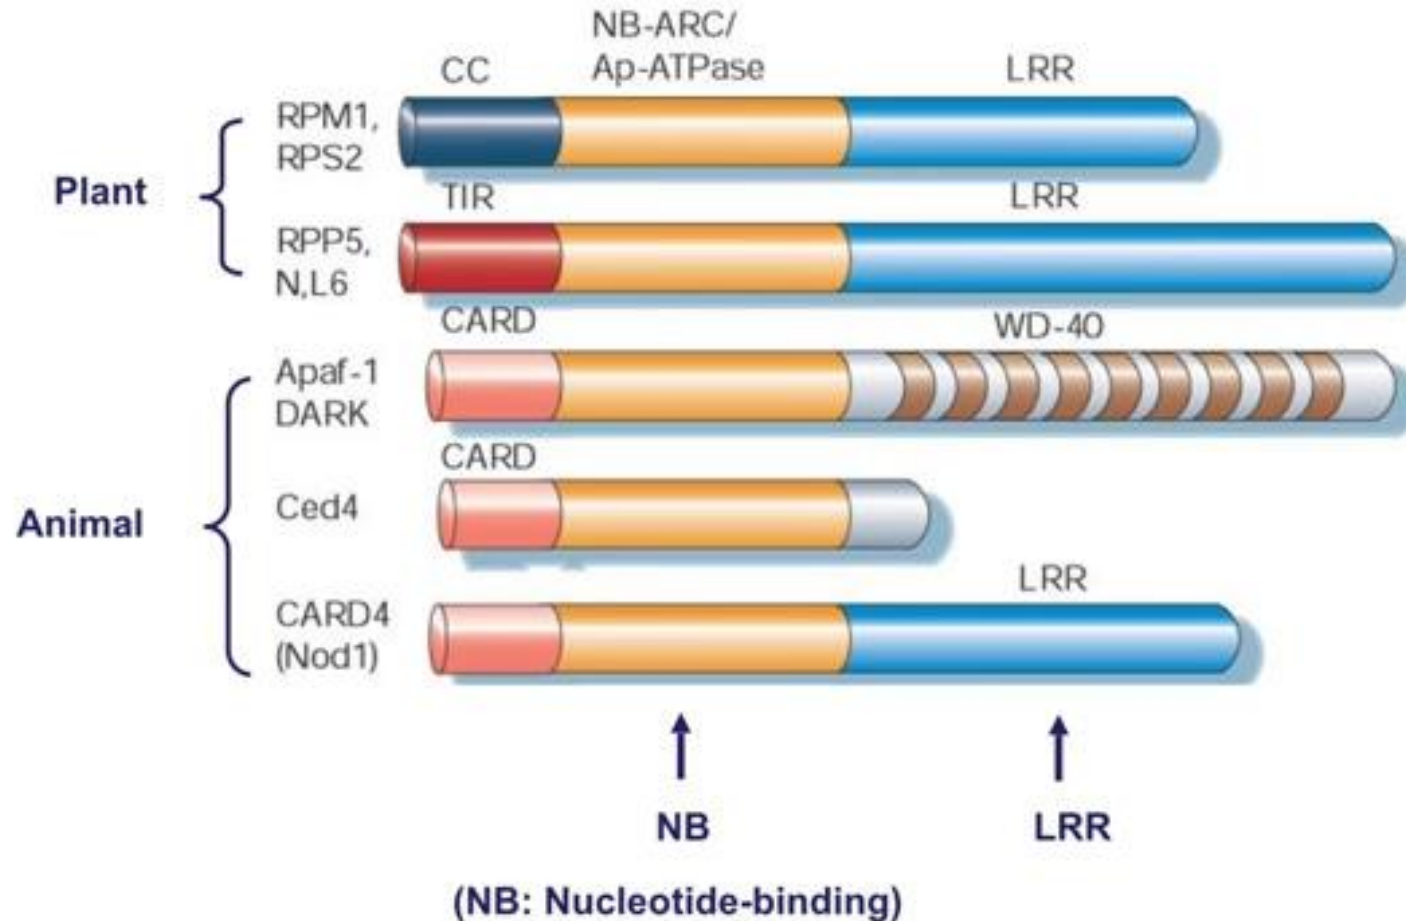 NB-ARC/
Ap-ATPase
CC
LRR
RPM1,
RPS2
Plant
TIR
LRR
RPP5,
N,L6
CARD
WD-40
Apaf-1
DARK
CARD
Ced4
Animal
LRR
CARD4
(Nod1)
NB
LRR
(NB: Nucleotide-binding)